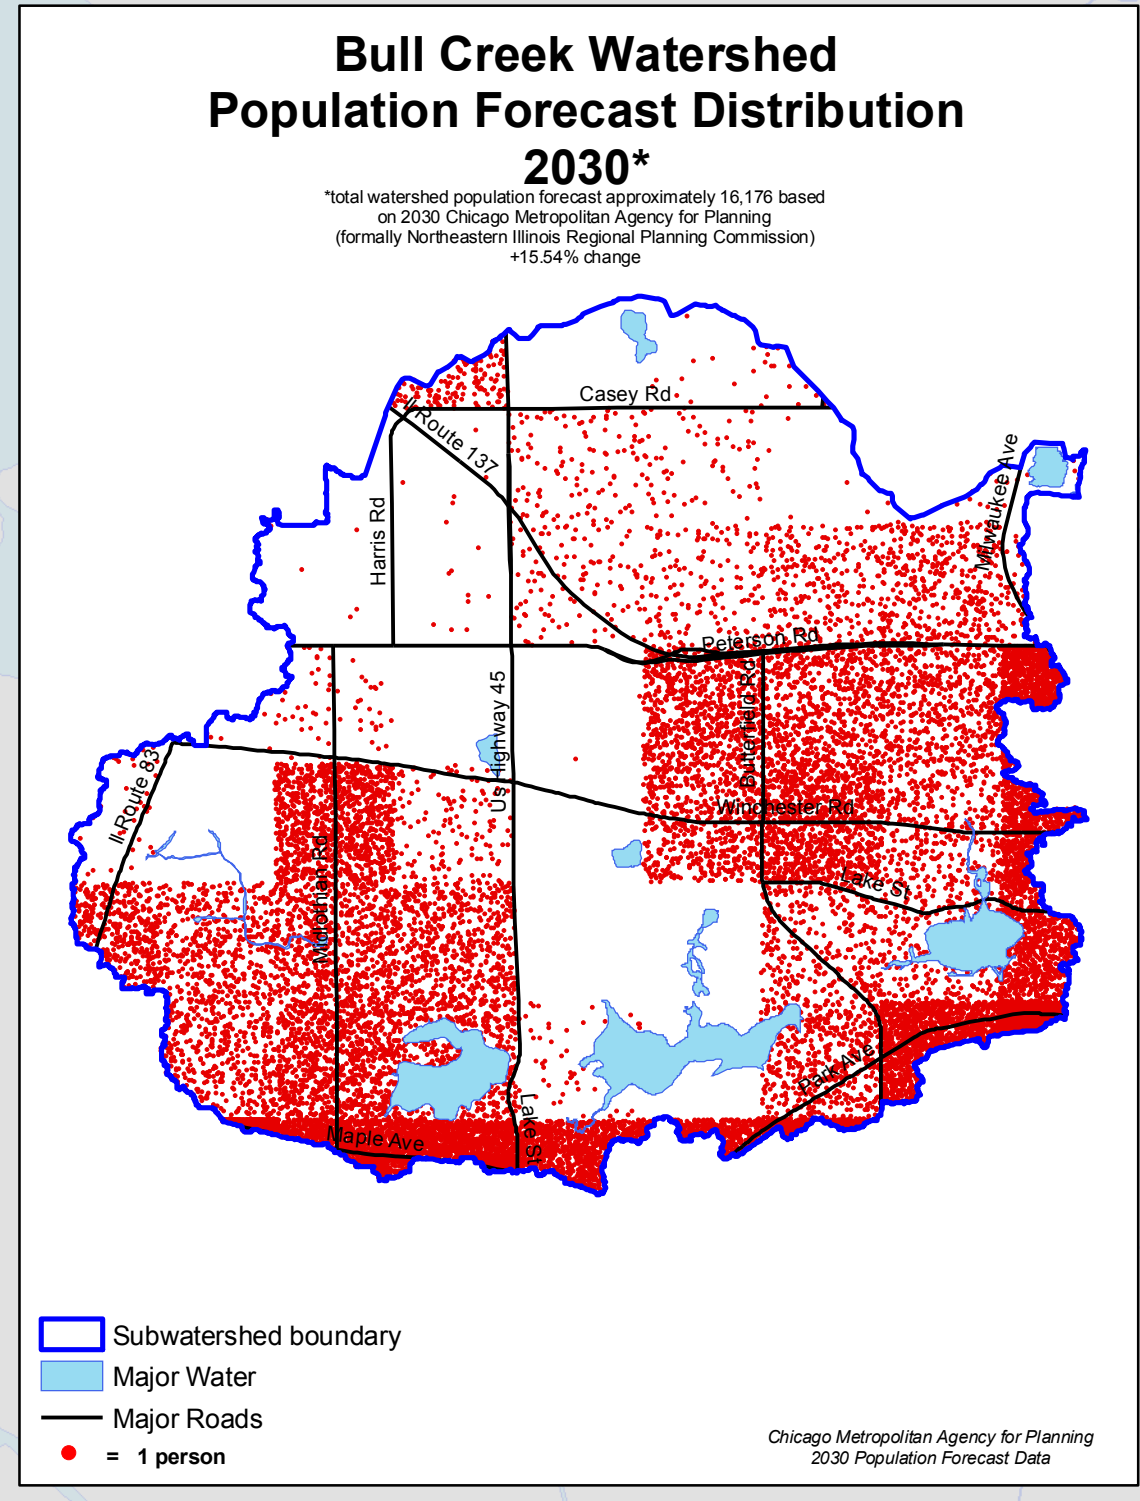 Bull Creek Watershed
Population Forecast Distribution
2030*
*total watershed population forecast approximately 16,176 based
on 2030 Chicago Metropolitan Agency for Planning
(formally Northeastern Illinois Regional Planning Commission)
+15.54% change
Casey Rd
Il Route 137
Milwaukee Ave
Harris Rd
Peterson Rd
Butterfield Rd
Us Highway 45
Il Route 83
Winchester Rd
Midlothian Rd
Lake St
Park Ave
Lake St
Maple Ave
Subwatershed boundary
Major Water
Major Roads
= 1 person
Chicago Metropolitan Agency for Planning
2030 Population Forecast Data